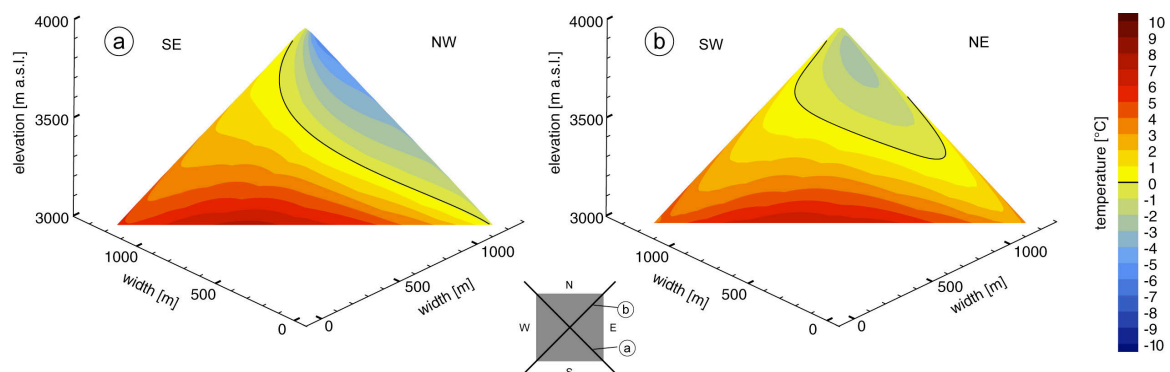 a
SE
NW
elevation [m a.s.l.]
4000
3500
3000
1000
500
0
width [m]
0
500
1000
width [m]
b
SW
NE
elevation [m a.s.l.]
4000
3500
3000
1000
500
0
width [m]
0
500
1000
width [m]
N
W
E
S
b
a
temperature [°C]
10
9
8
7
6
5
4
3
2
1
0
-1
-2
-3
-4
-5
-6
-7
-8
-9
-10